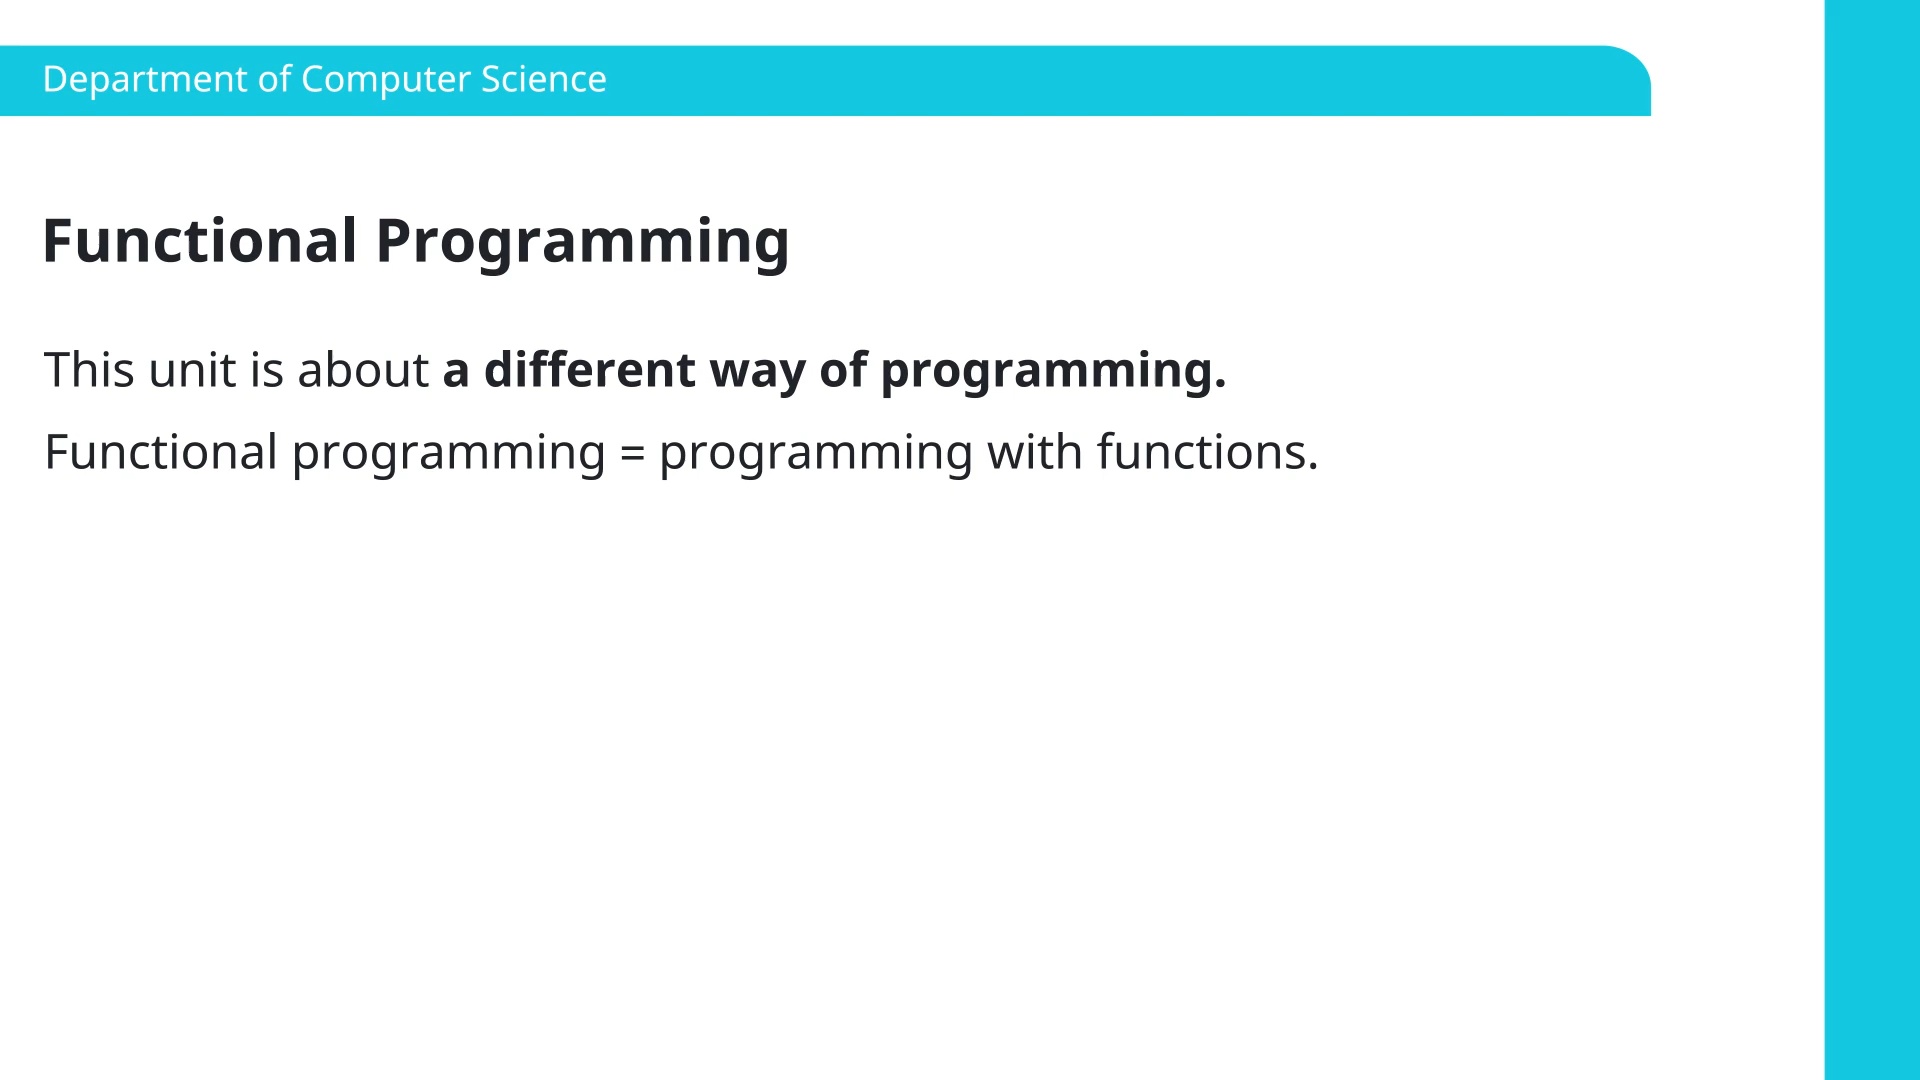 Department of Computer Science
Functional Programming
This unit is about a different way of programming.
Functional programming = programming with functions.